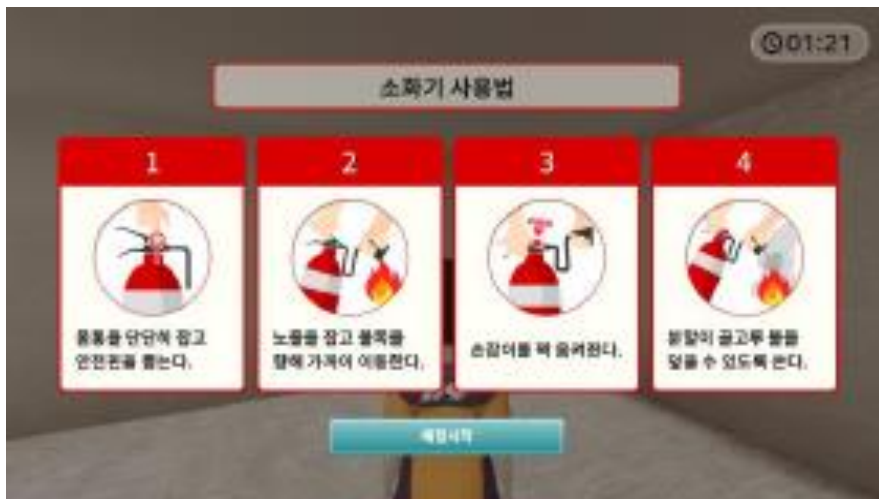 01:21
소화기 사용법
1
몸통을 단단히 잡고
안전핀을 뽑는다.
2
노즐을 잡고 불쪽을
향해 가까이 이동한다.
3
손잡이를 꽉 움켜쥔다.
4
분말이 골고루 불을
덮을 수 있도록 쏜다.